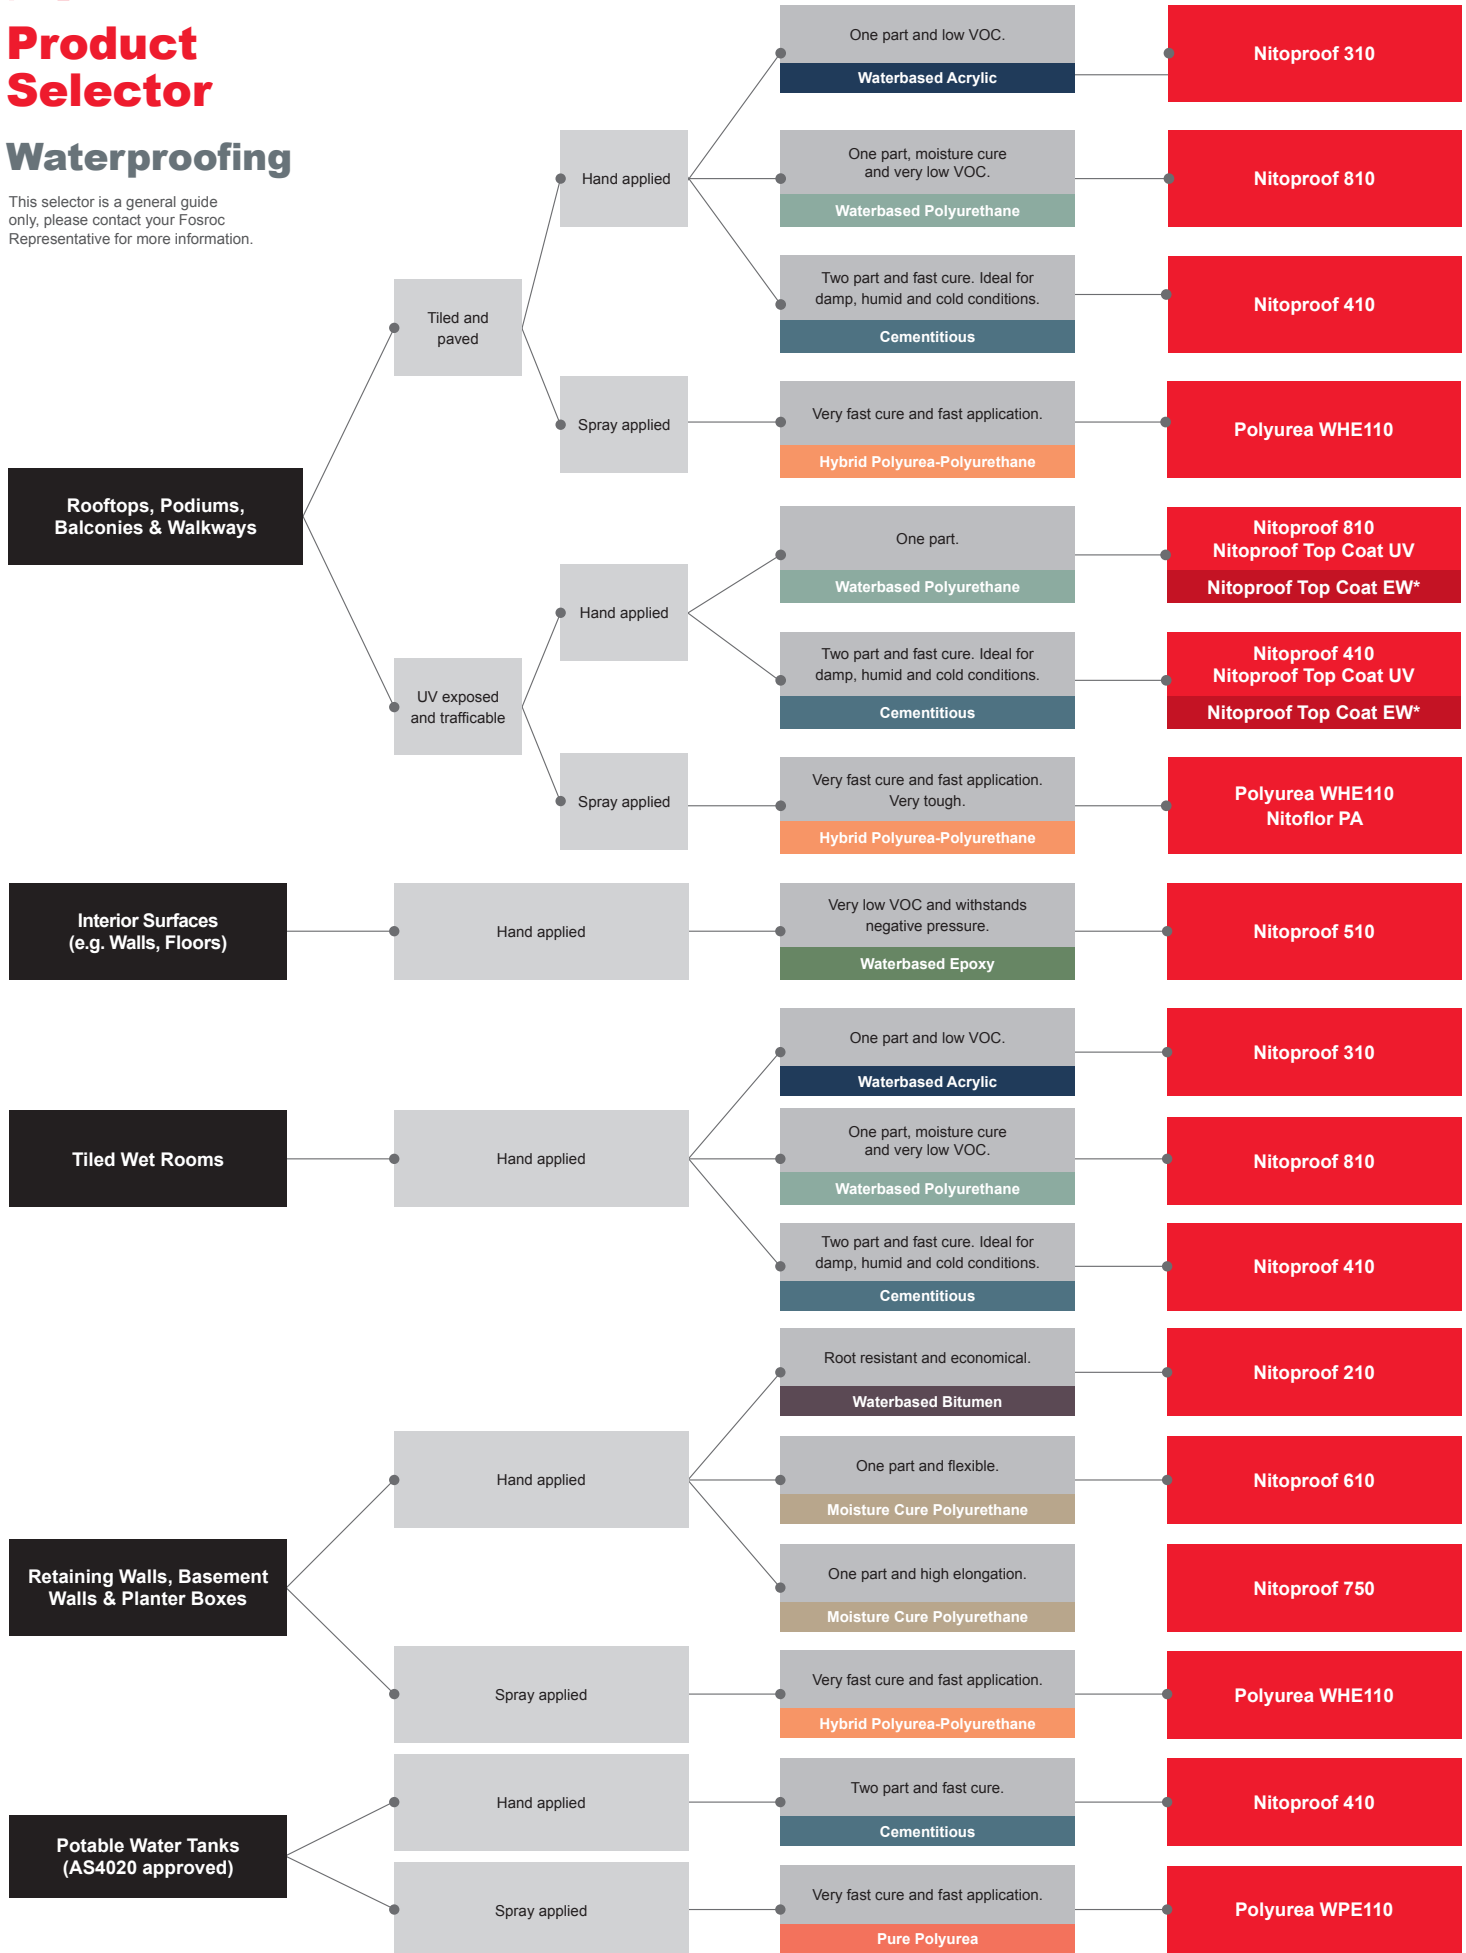 Product
Selector
Waterproofing
This selector is a general guide
only, please contact your Fosroc
Representative for more information.
Rooftops, Podiums,
Balconies & Walkways
Tiled and
paved
Hand applied
One part and low VOC.
Waterbased Acrylic
Nitoproof 310
One part, moisture cure
and very low VOC.
Waterbased Polyurethane
Nitoproof 810
Two part and fast cure. Ideal for
damp, humid and cold conditions.
Cementitious
Nitoproof 410
Spray applied
Very fast cure and fast application.
Hybrid Polyurea-Polyurethane
Polyurea WHE110
UV exposed
and trafficable
Hand applied
One part.
Waterbased Polyurethane
Nitoproof 810
Nitoproof Top Coat UV
Nitoproof Top Coat EW*
Two part and fast cure. Ideal for
damp, humid and cold conditions.
Cementitious
Nitoproof 410
Nitoproof Top Coat UV
Nitoproof Top Coat EW*
Spray applied
Very fast cure and fast application.
Very tough.
Hybrid Polyurea-Polyurethane
Polyurea WHE110
Nitoflor PA
Interior Surfaces
(e.g. Walls, Floors)
Hand applied
Very low VOC and withstands
negative pressure.
Waterbased Epoxy
Nitoproof 510
Tiled Wet Rooms
Hand applied
One part and low VOC.
Waterbased Acrylic
Nitoproof 310
One part, moisture cure
and very low VOC.
Waterbased Polyurethane
Nitoproof 810
Two part and fast cure. Ideal for
damp, humid and cold conditions.
Cementitious
Nitoproof 410
Retaining Walls, Basement
Walls & Planter Boxes
Hand applied
Root resistant and economical.
Waterbased Bitumen
Nitoproof 210
One part and flexible.
Moisture Cure Polyurethane
Nitoproof 610
One part and high elongation.
Moisture Cure Polyurethane
Nitoproof 750
Spray applied
Very fast cure and fast application.
Hybrid Polyurea-Polyurethane
Polyurea WHE110
Potable Water Tanks
(AS4020 approved)
Hand applied
Two part and fast cure.
Cementitious
Nitoproof 410
Spray applied
Very fast cure and fast application.
Pure Polyurea
Polyurea WPE110